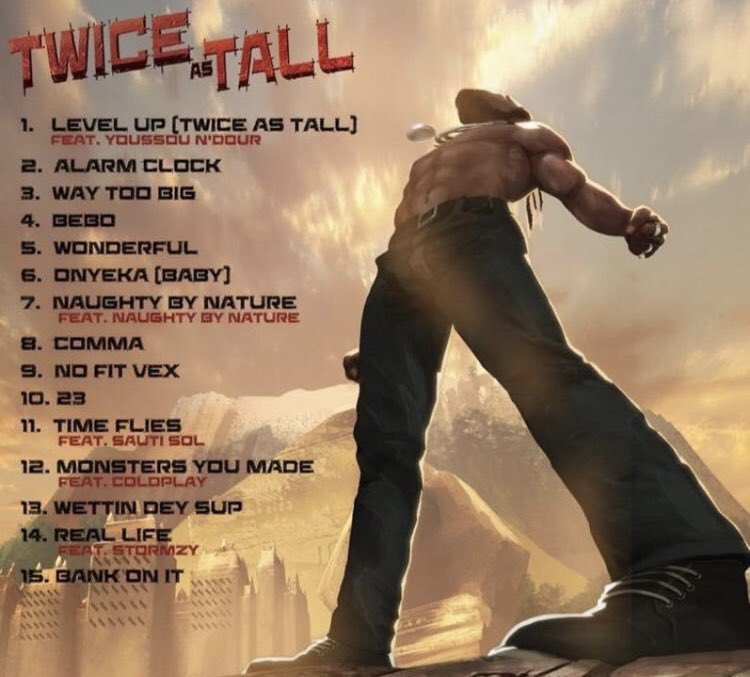 TWICE AS TALL
1. LEVEL UP (TWICE AS TALL)
FEAT. YOUSSOU N'DOUR
2. ALARM CLOCK
3. WAY TOO BIG
4. BEBO
5. WONDERFUL
6. ONYEKA (BABY)
7. NAUGHTY BY NATURE
FEAT. NAUGHTY BY NATURE
8. COMMA
9. NO FIT VEX
10. 23
11. TIME FLIES
FEAT. SAUTI SOL
12. MONSTERS YOU MADE
FEAT. COLDPLAY
13. WETTIN DEY SUP
14. REAL LIFE
FEAT. STORMZY
15. BANK ON IT